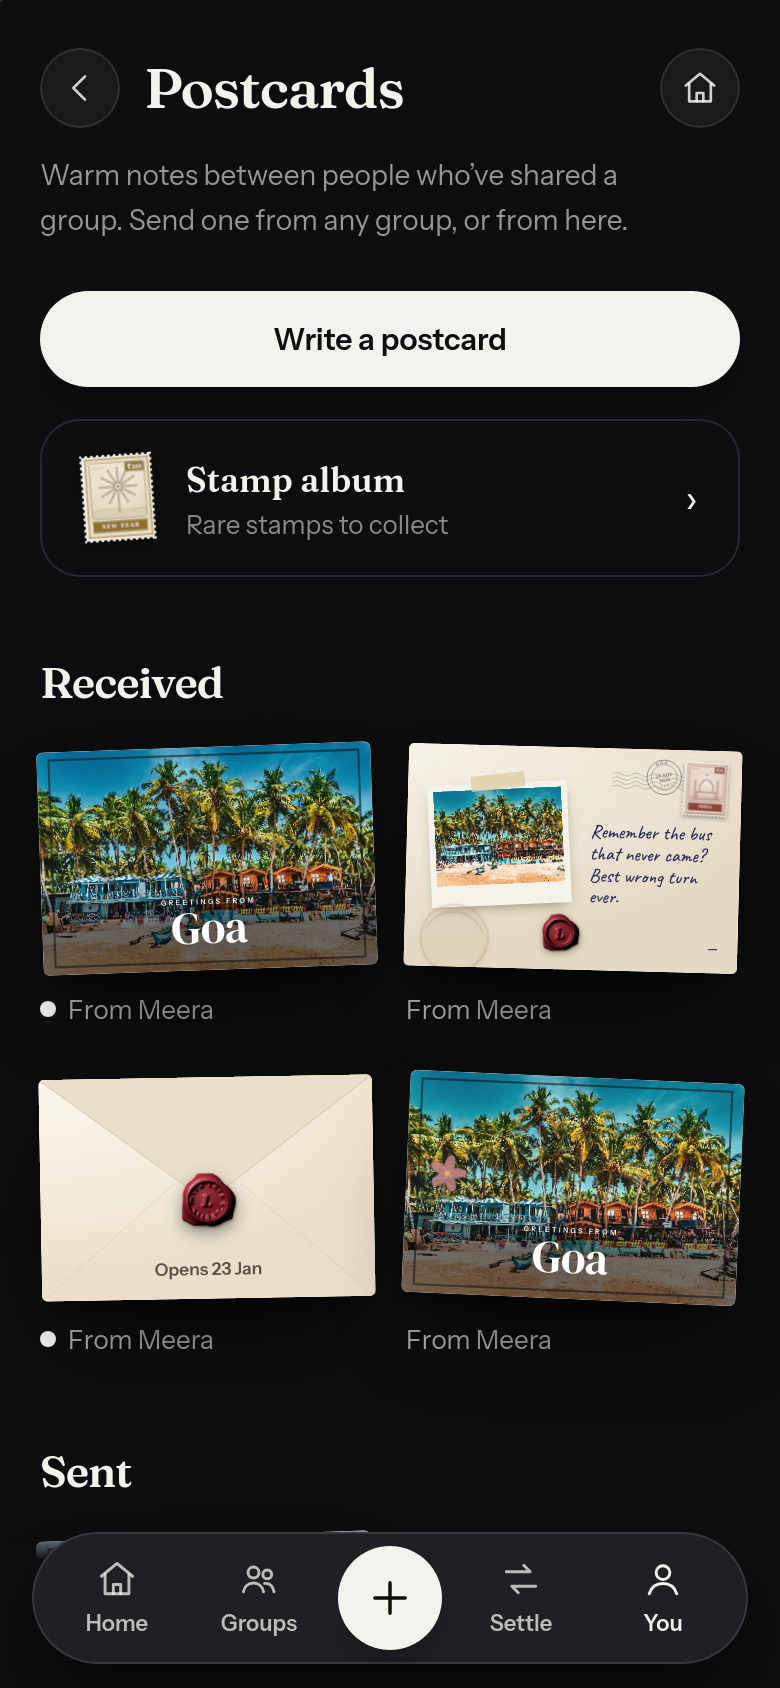 Postcards
Warm notes between people who’ve shared a
group. Send one from any group, or from here.
Write a postcard
NEW YEAR
Stamp album
Rare stamps to collect
Received
GREETINGS FROM
Goa
Remember the bus
that never came?
Best wrong turn
ever.
—
L
From Meera
From Meera
L
Opens 23 Jan
GREETINGS FROM
Goa
From Meera
From Meera
Sent
Home
Groups
Settle
You